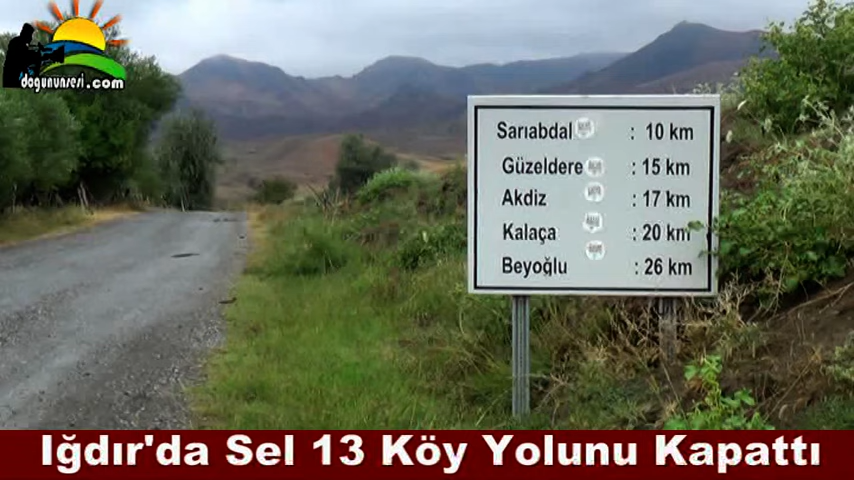 dogununsesi.com
Sarıabdal : 10 km
Güzeldere : 15 km
Akdiz : 17 km
Kalaça : 20 km
Beyoğlu : 26 km
Iğdır'da Sel 13 Köy Yolunu Kapattı